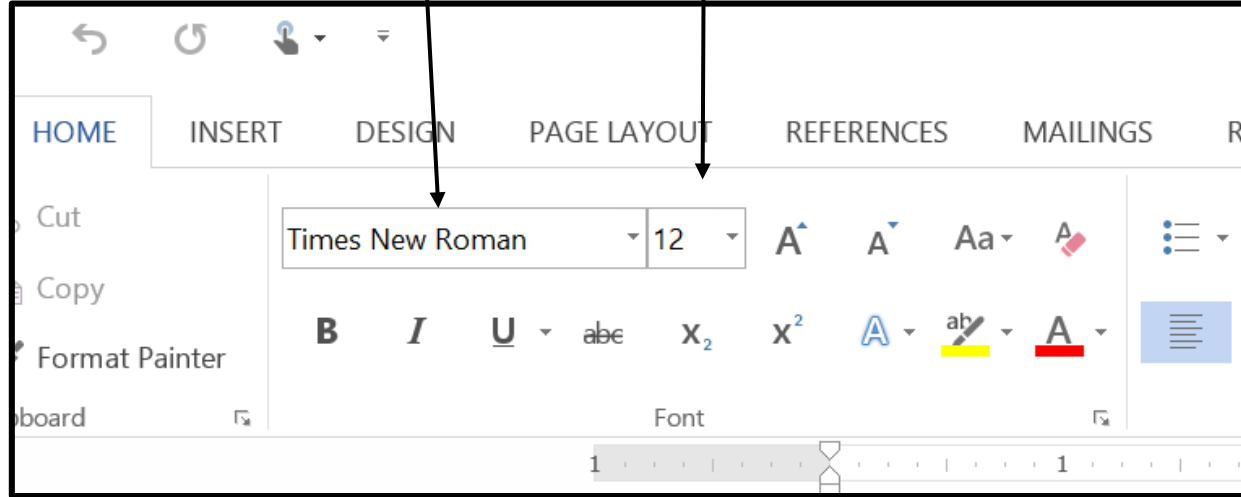 HOME INSERT DESIGN PAGE LAYOUT REFERENCES MAILINGS R
Cut
Times New Roman 12 A A Aa A
Copy
B I U abc X₂ X² A ab A
Format Painter
pboard Font
1 1